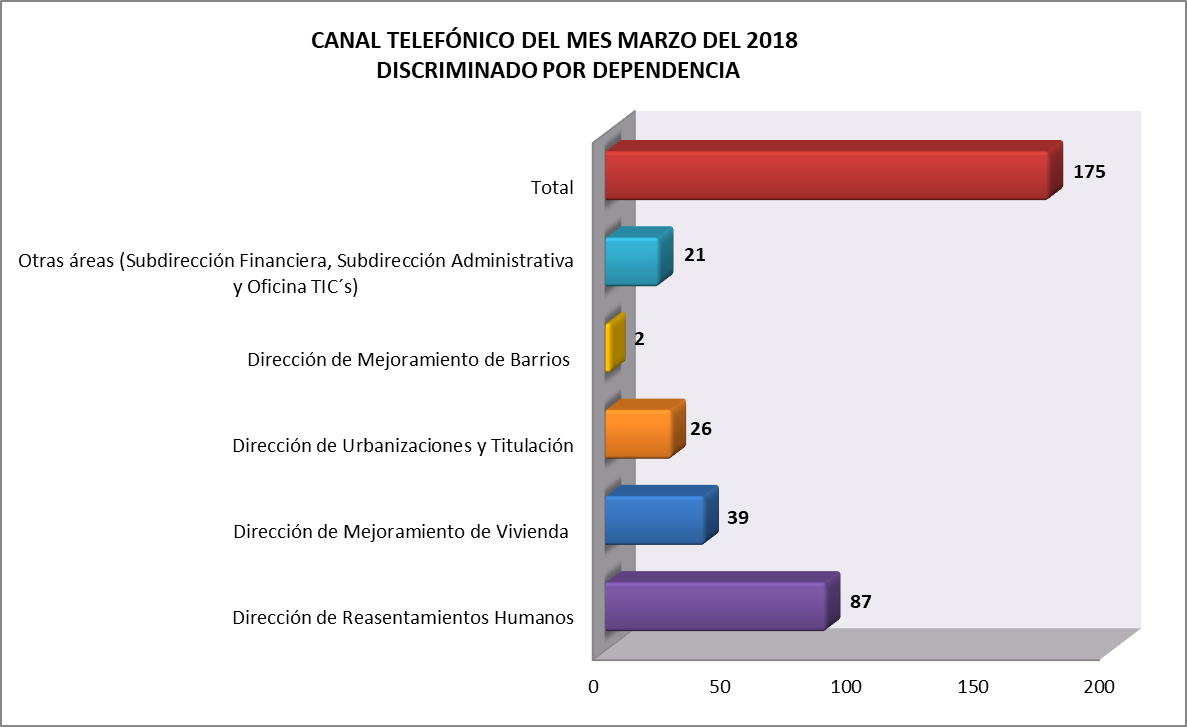 CANAL TELEFÓNICO DEL MES MARZO DEL 2018
DISCRIMINADO POR DEPENDENCIA
Total
175
Otras áreas (Subdirección Financiera, Subdirección Administrativa
y Oficina TIC´s)
21
Dirección de Mejoramiento de Barrios
2
Dirección de Urbanizaciones y Titulación
26
Dirección de Mejoramiento de Vivienda
39
Dirección de Reasentamientos Humanos
87
0 50 100 150 200